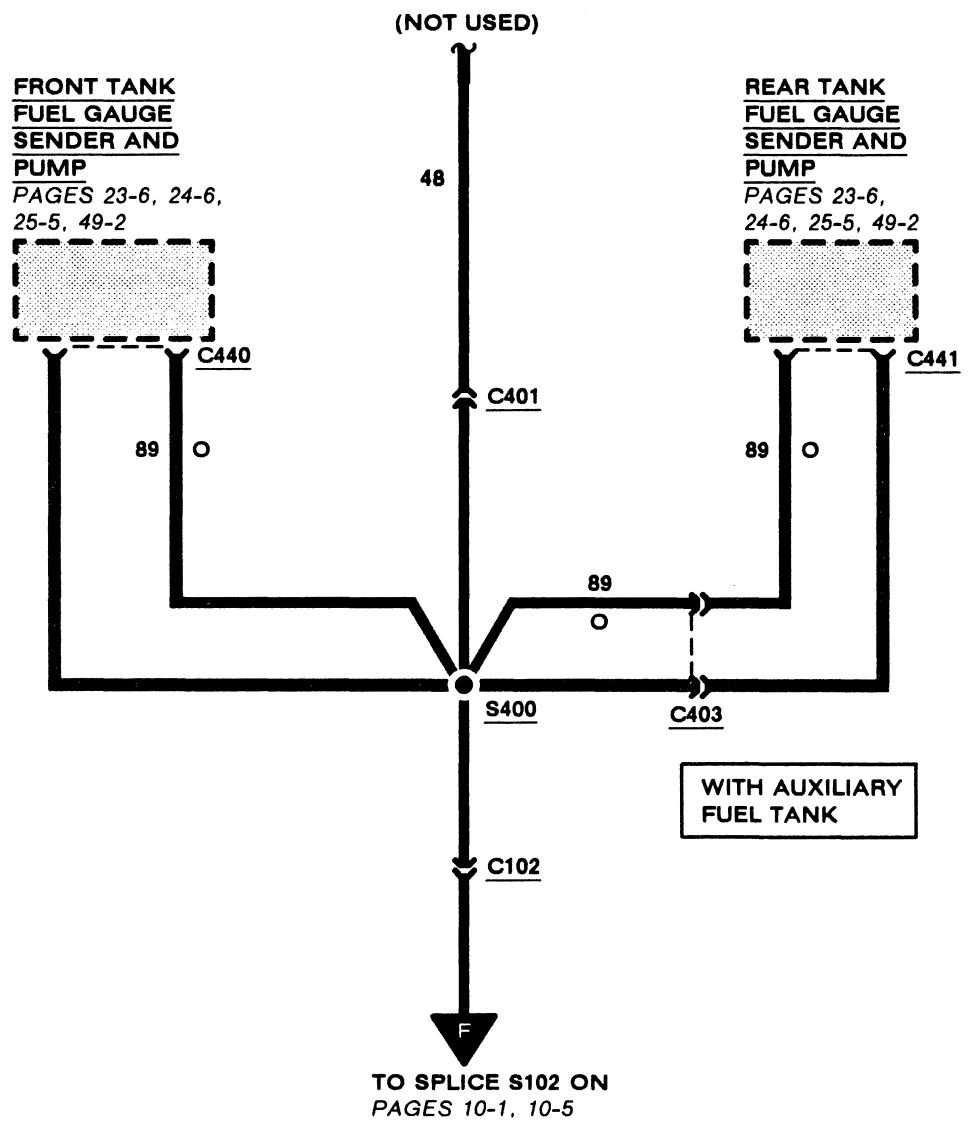 (NOT USED)
FRONT TANK
FUEL GAUGE
SENDER AND
PUMP
PAGES 23-6, 24-6,
25-5, 49-2
REAR TANK
FUEL GAUGE
SENDER AND
PUMP
PAGES 23-6,
24-6, 25-5, 49-2
48
C440
C401
C441
89 O
89 O
89
O
S400
C403
WITH AUXILIARY
FUEL TANK
C102
F
TO SPLICE S102 ON
PAGES 10-1, 10-5